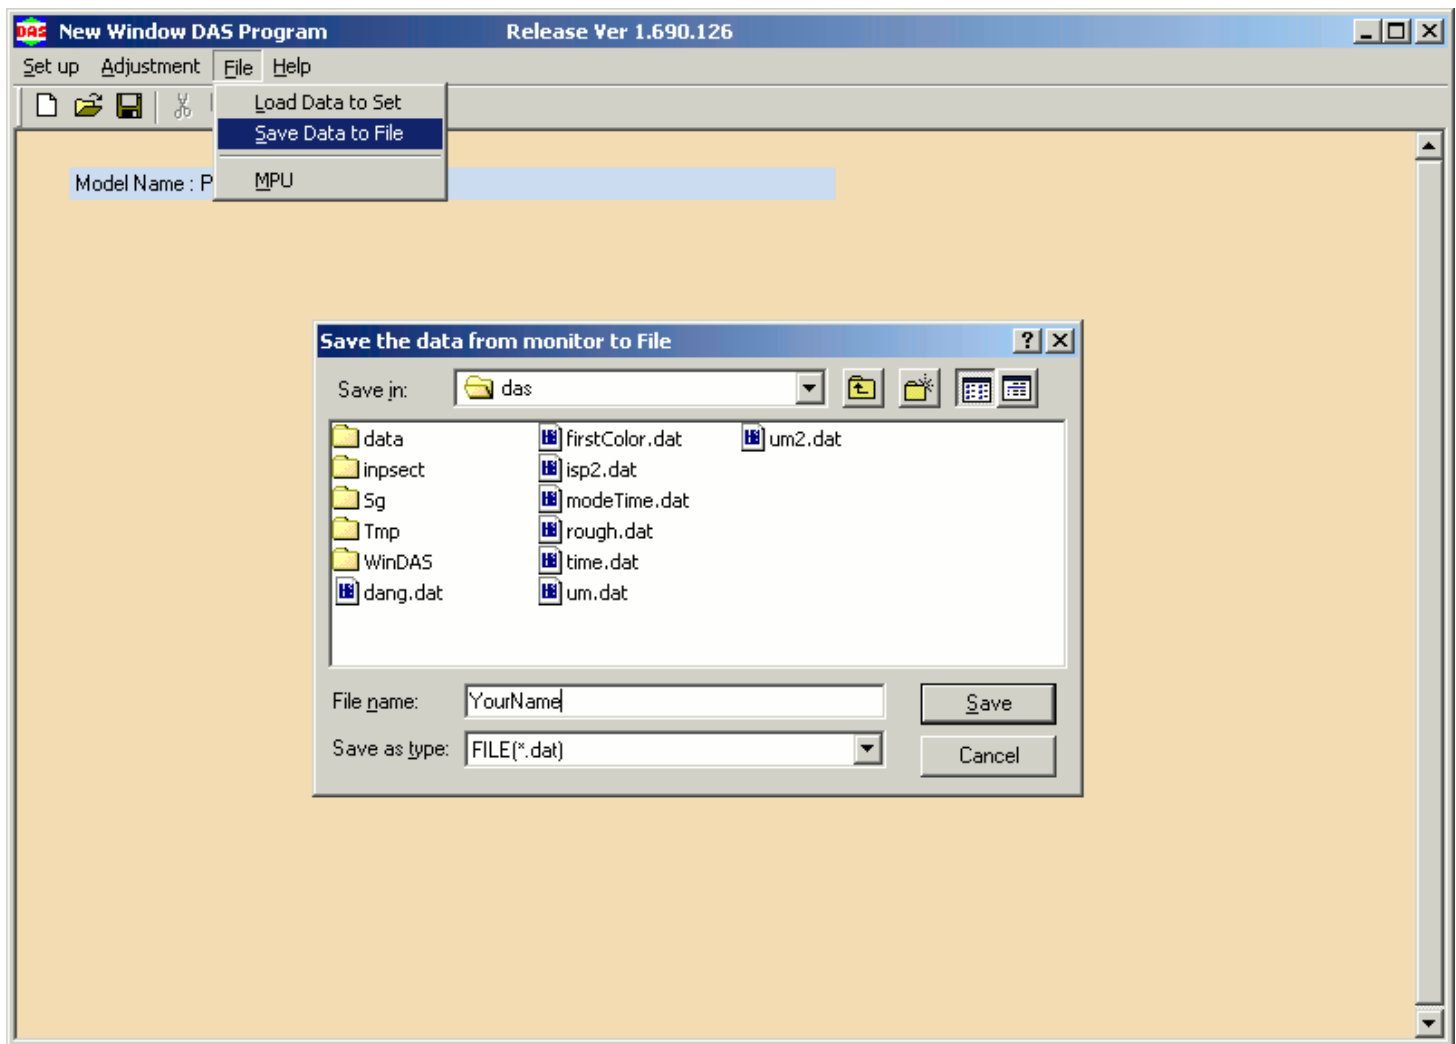 DAS New Window DAS Program Release Ver 1.690.126
Set up Adjustment File Help
Load Data to Set
Save Data to File
MPU
Model Name : P
Save the data from monitor to File
Save in: das
data firstColor.dat um2.dat
inpsect isp2.dat
Sg modeTime.dat
Tmp rough.dat
WinDAS time.dat
dang.dat um.dat
File name: YourName Save
Save as type: FILE(*.dat) Cancel